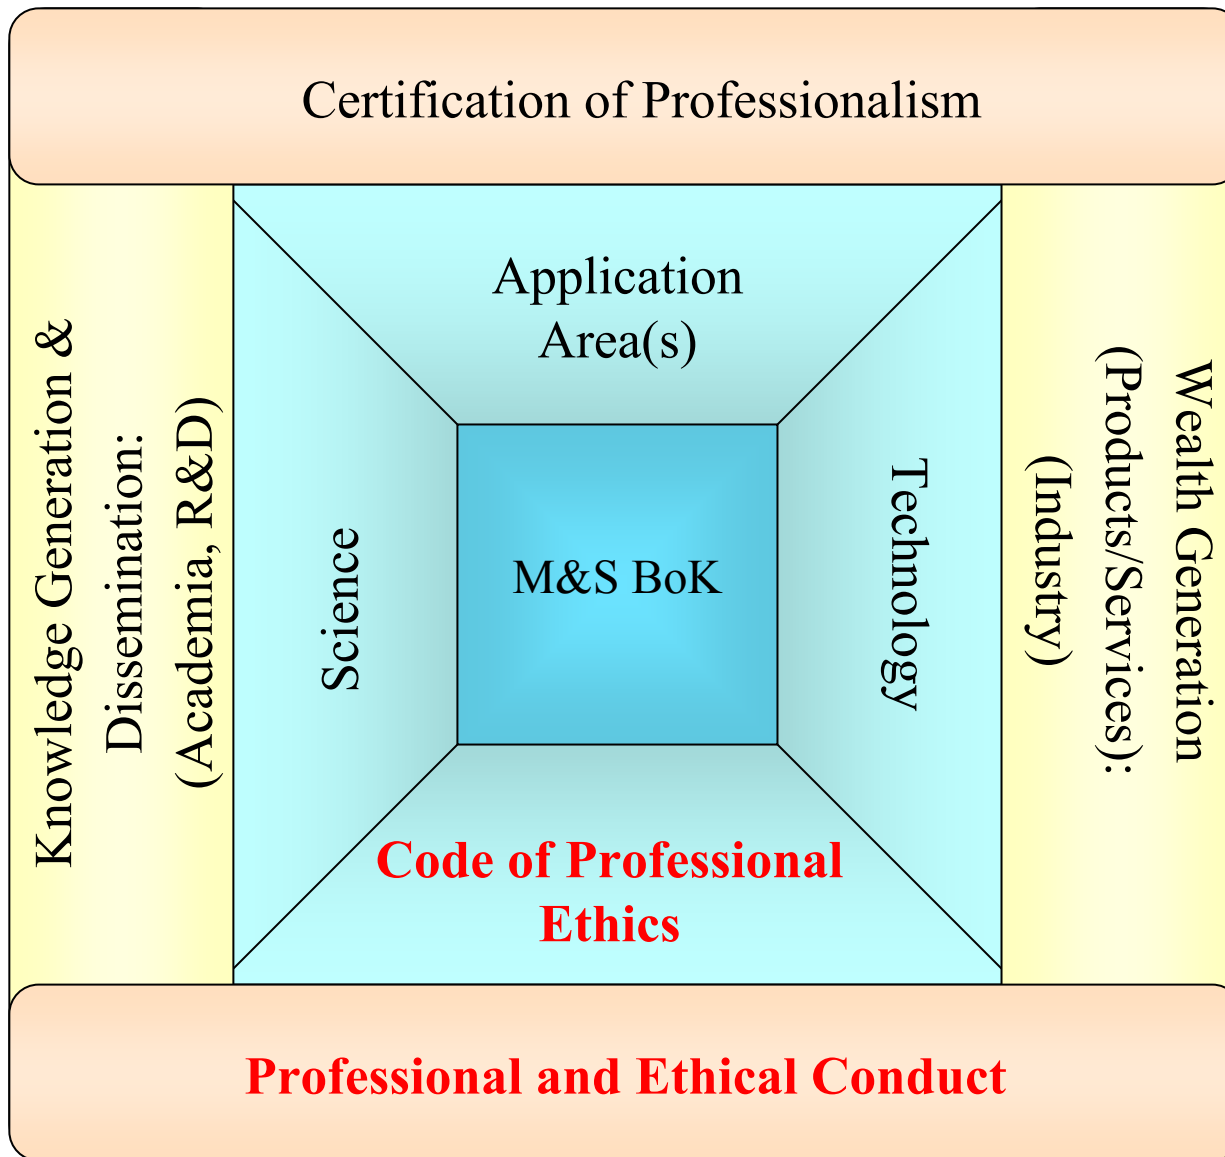 Certification of Professionalism
Application
Area(s)
Knowledge Generation &
Dissemination:
(Academia, R&D)
Science
M&S BoK
Technology
Wealth Generation
(Products/Services):
(Industry)
Code of Professional
Ethics
Professional and Ethical Conduct